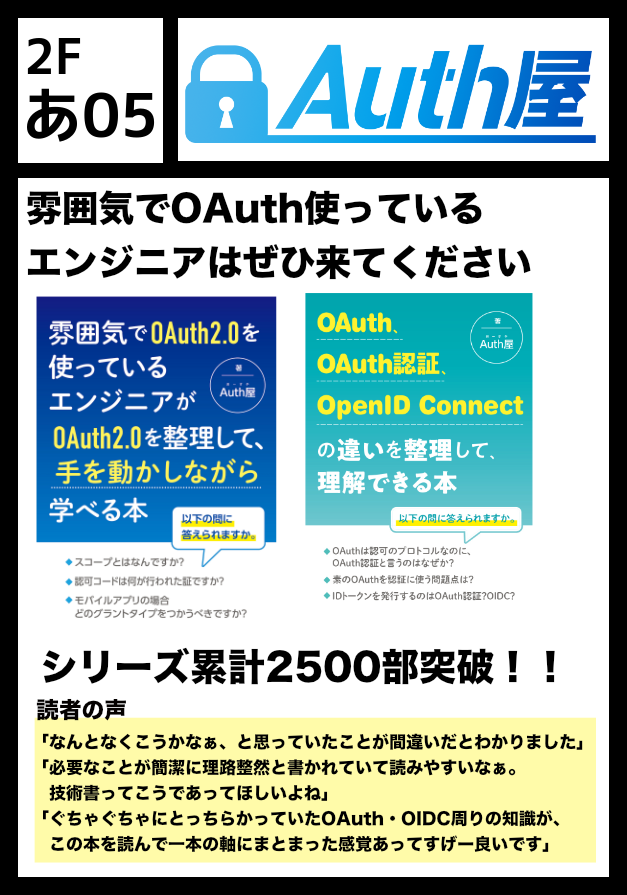 2F
あ05
Auth屋
雰囲気でOAuth使っている
エンジニアはぜひ来てください
雰囲気でOAuth2.0を
使っている
エンジニアが
OAuth2.0を整理して、
手を動かしながら
学べる本
著
Auth屋
以下の問に
答えられますか。
◆スコープとはなんですか?
◆認可コードは何が行われた証ですか?
◆モバイルアプリの場合
どのグラントタイプをつかうべきですか?
OAuth、
OAuth認証、
OpenID Connect
の違いを整理して、
理解できる本
著
Auth屋
以下の問に答えられますか。
◆OAuthは認可のプロトコルなのに、
OAuth認証と言うのはなぜか?
◆素のOAuthを認証に使う問題点は?
◆IDトークンを発行するのはOAuth認証?OIDC?
シリーズ累計2500部突破！！
読者の声
「なんとなくこうかなぁ、と思っていたことが間違いだとわかりました」
「必要なことが簡潔に理路整然と書かれていて読みやすいなぁ。
技術書ってこうであってほしいよね」
「ぐちゃぐちゃにとっちらかっていたOAuth・OIDC周りの知識が、
この本を読んで一本の軸にまとまった感覚あってすげー良いです」